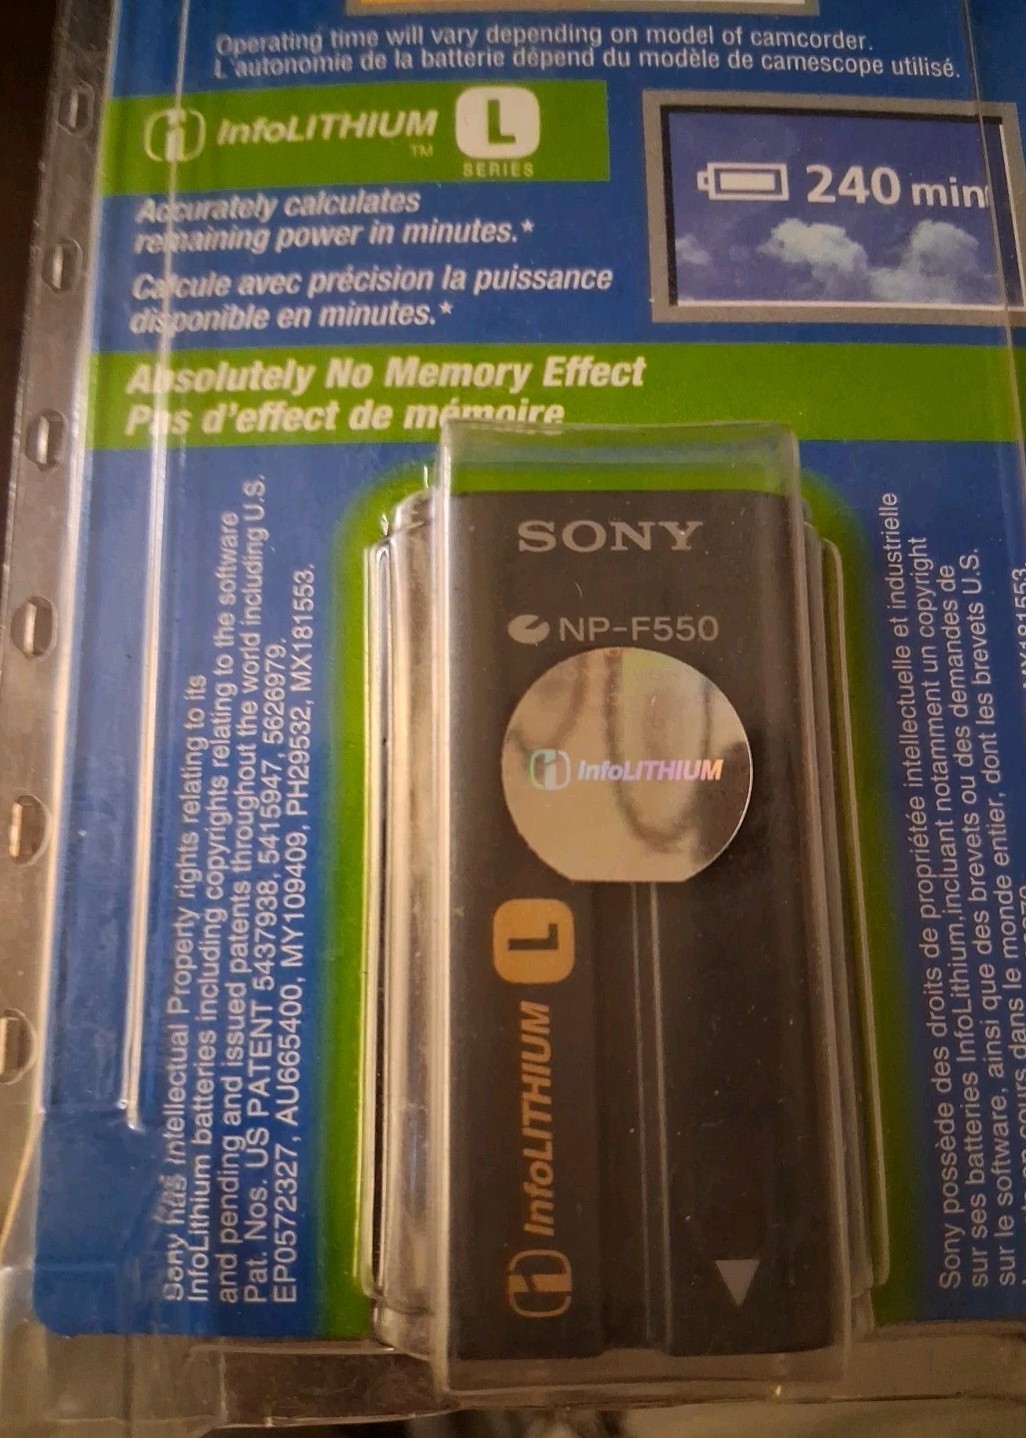 Operating time will vary depending on model of camcorder.
L'autonomie de la batterie dépend du modèle de camescope utilisé.
i InfoLITHIUM L
TM
SERIES
Accurately calculates
remaining power in minutes.*
Calcule avec précision la puissance
disponible en minutes.*
240 min
Absolutely No Memory Effect
Pas d'effet de mémoire
Sony has Intellectual Property rights relating to its
InfoLithium batteries including copyrights relating to the software
and pending and issued patents throughout the world including U.S.
Pat. Nos. US PATENT 5437938, 5415947, 5626979,
EP0572327, AU665400, MY109409, PH29532, MX181553.
SONY
NP-F550
i InfoLITHIUM
i InfoLITHIUM L
Sony possède des droits de propriété intellectuelle et industrielle
sur ses batteries InfoLithium,incluant notamment un copyright
sur le software, ainsi que des brevets ou des demandes de
en cours dans le monde entier, dont les brevets U.S.
MX181553